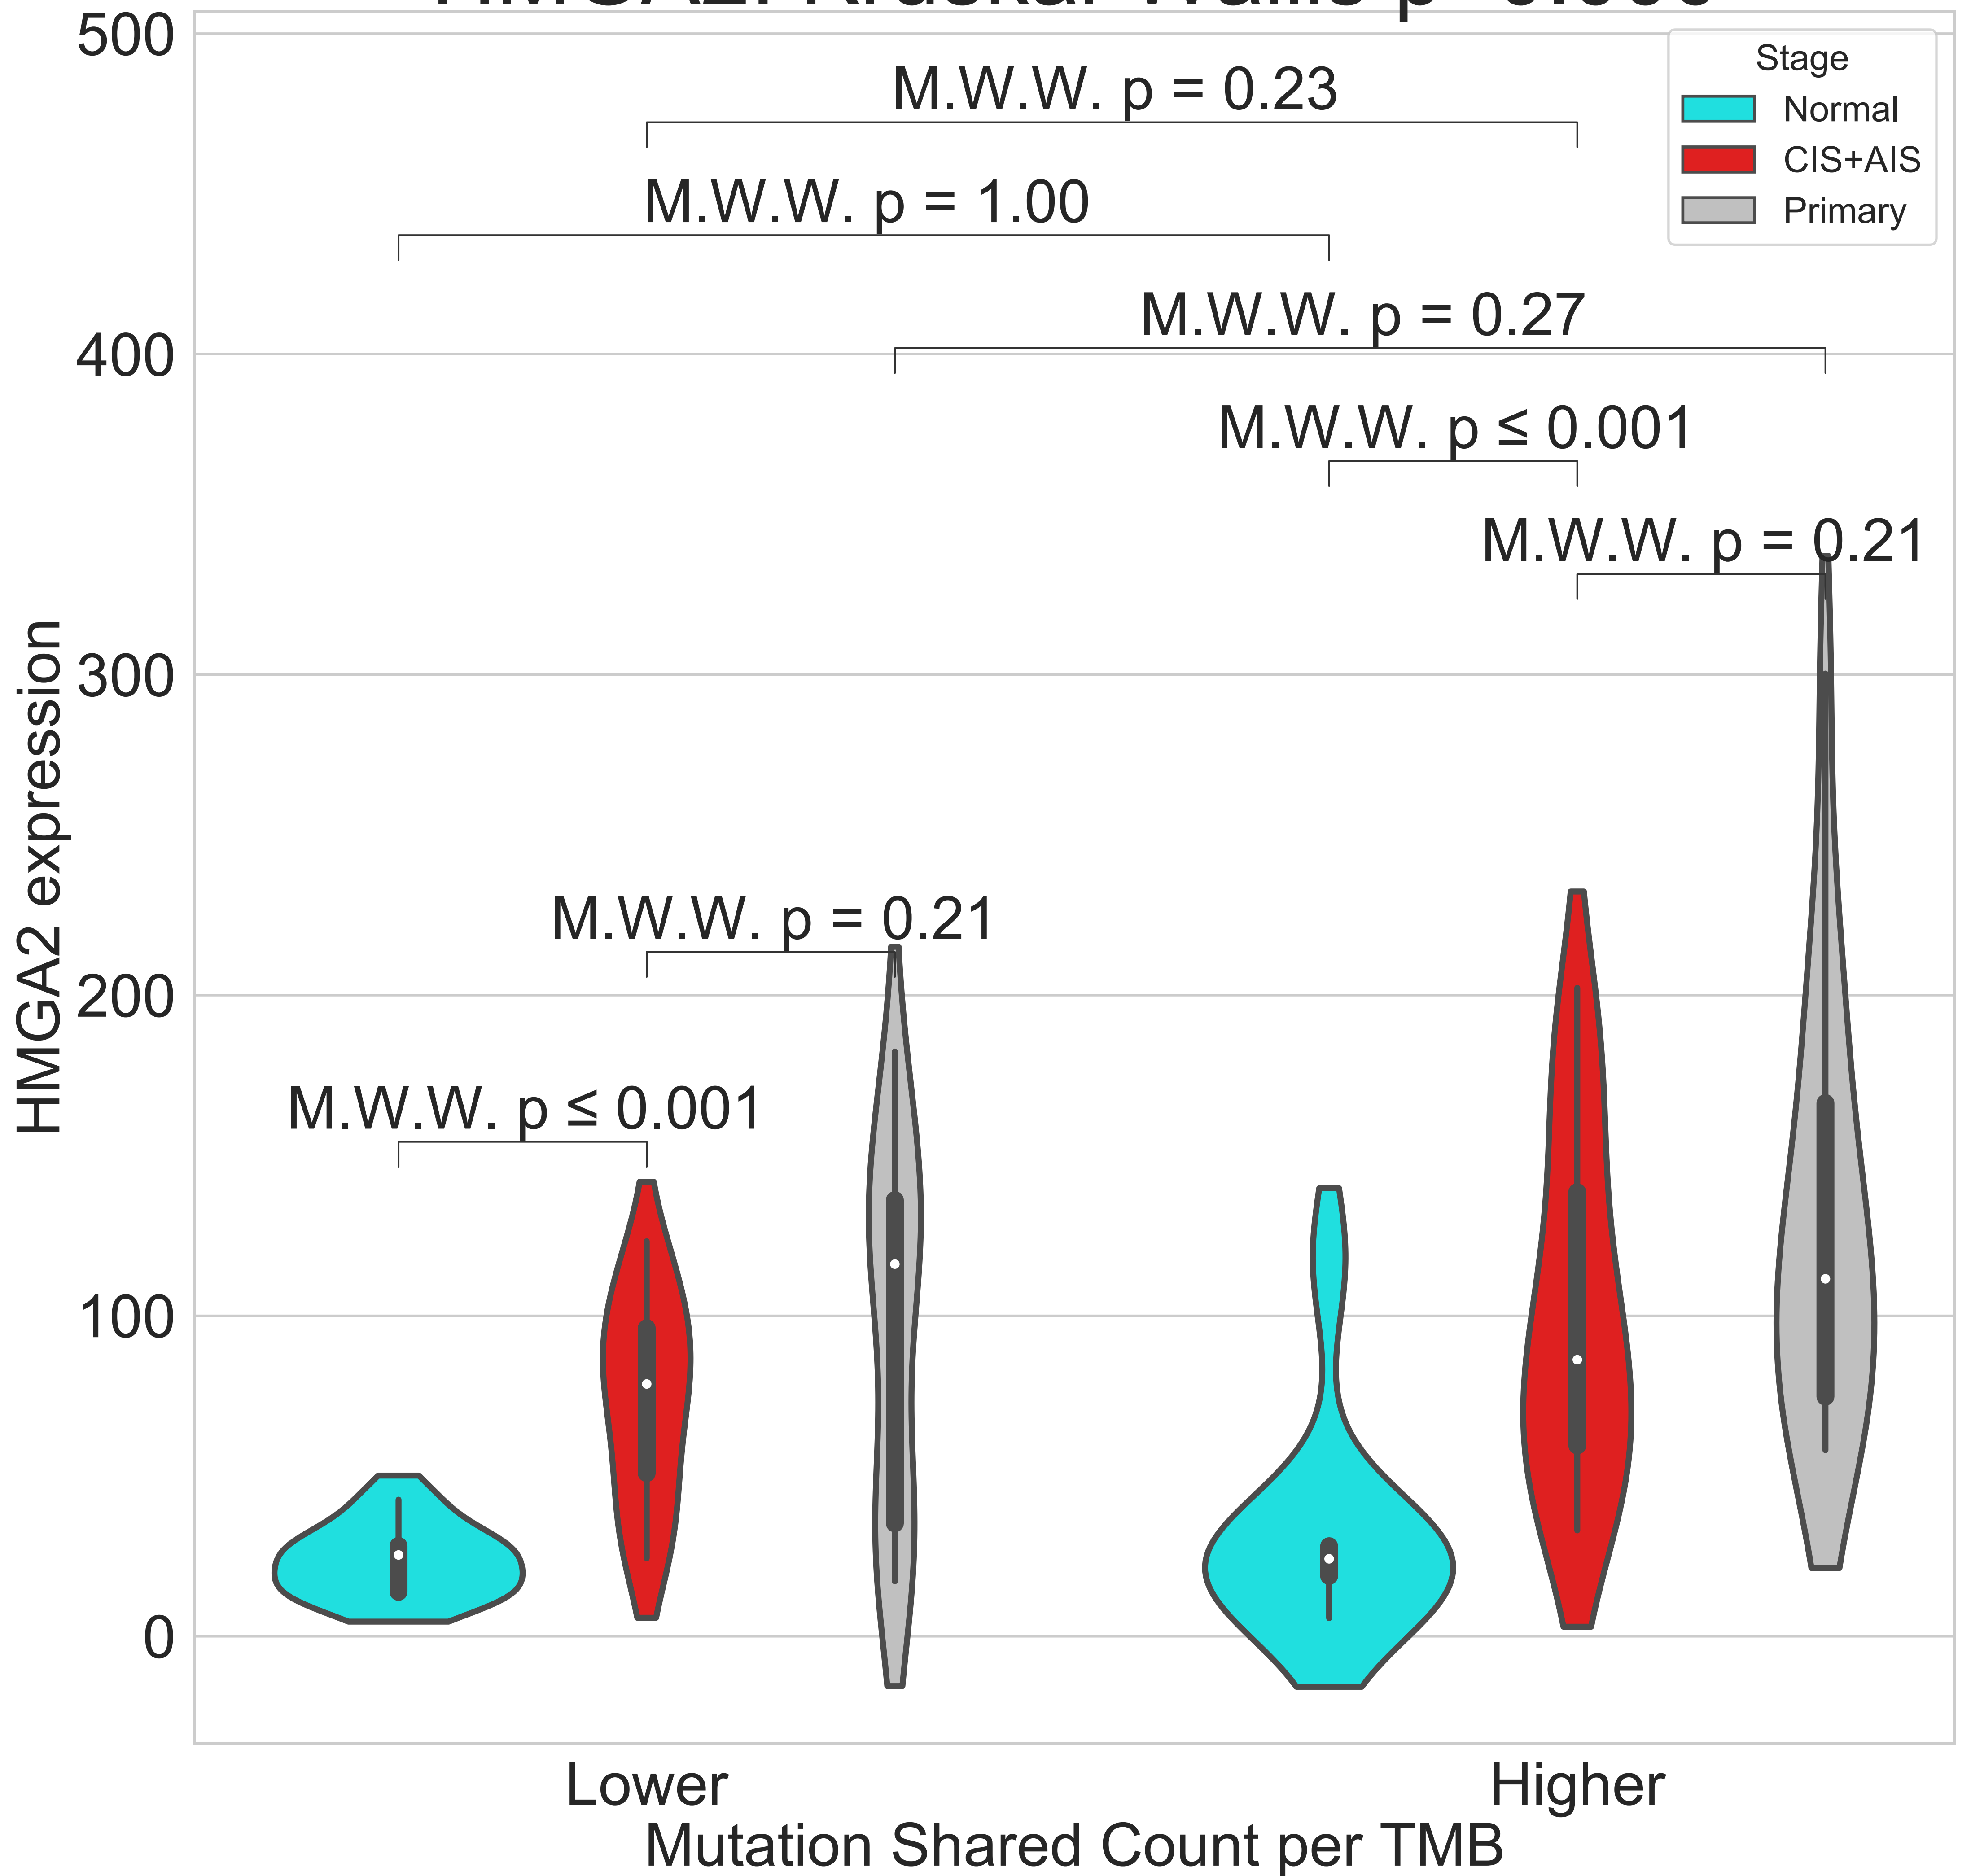 500
M.W.W. p = 0.23
Stage
Normal
CIS+AIS
Primary
M.W.W. p = 1.00
M.W.W. p = 0.27
400
M.W.W. p ≤ 0.001
M.W.W. p = 0.21
300
HMGA2 expression
M.W.W. p = 0.21
200
M.W.W. p ≤ 0.001
100
0
Lower
Higher
Mutation Shared Count per TMB